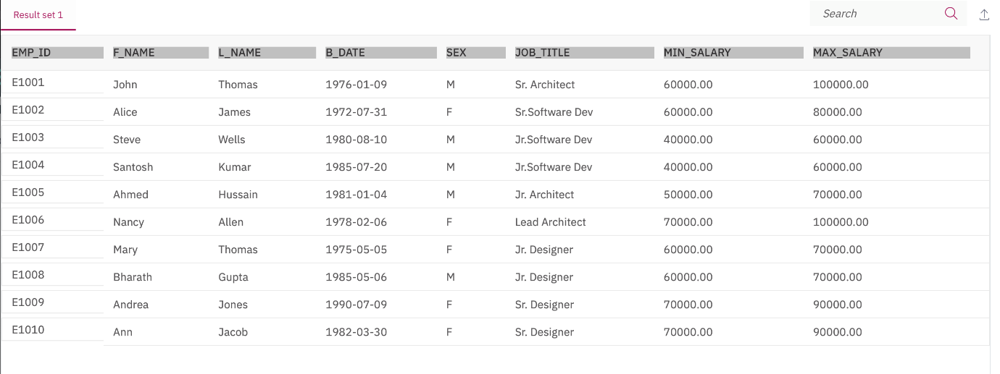 Result set 1 Search
EMP_ID F_NAME L_NAME B_DATE SEX JOB_TITLE MIN_SALARY MAX_SALARY
E1001 John Thomas 1976-01-09 M Sr. Architect 60000.00 100000.00
E1002 Alice James 1972-07-31 F Sr.Software Dev 60000.00 80000.00
E1003 Steve Wells 1980-08-10 M Jr.Software Dev 40000.00 60000.00
E1004 Santosh Kumar 1985-07-20 M Jr.Software Dev 40000.00 60000.00
E1005 Ahmed Hussain 1981-01-04 M Jr. Architect 50000.00 70000.00
E1006 Nancy Allen 1978-02-06 F Lead Architect 70000.00 100000.00
E1007 Mary Thomas 1975-05-05 F Jr. Designer 60000.00 70000.00
E1008 Bharath Gupta 1985-05-06 M Jr. Designer 60000.00 70000.00
E1009 Andrea Jones 1990-07-09 F Sr. Designer 70000.00 90000.00
E1010 Ann Jacob 1982-03-30 F Sr. Designer 70000.00 90000.00